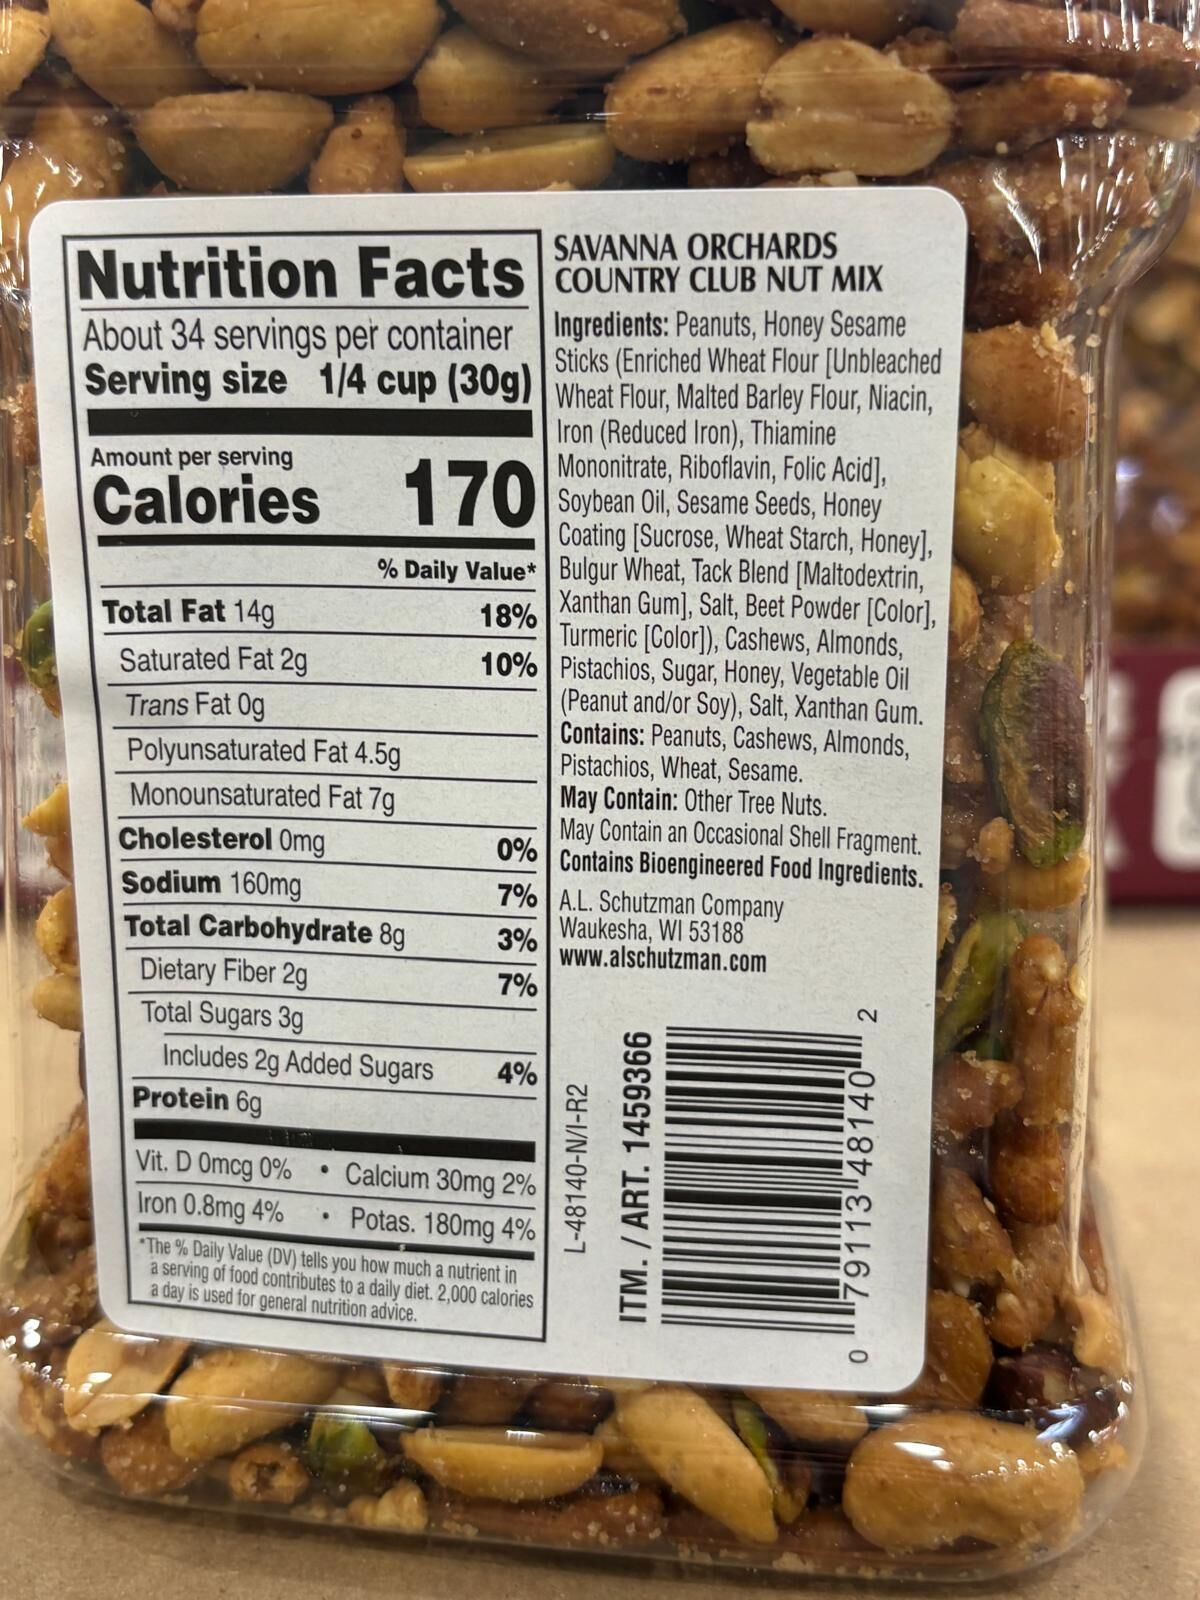 Nutrition Facts
About 34 servings per container
Serving size 1/4 cup (30g)
Amount per serving
Calories 170
% Daily Value*
Total Fat 14g 18%
Saturated Fat 2g 10%
Trans Fat 0g
Polyunsaturated Fat 4.5g
Monounsaturated Fat 7g
Cholesterol 0mg 0%
Sodium 160mg 7%
Total Carbohydrate 8g 3%
Dietary Fiber 2g 7%
Total Sugars 3g
Includes 2g Added Sugars 4%
Protein 6g
Vit. D 0mcg 0% • Calcium 30mg 2%
Iron 0.8mg 4% • Potas. 180mg 4%
*The % Daily Value (DV) tells you how much a nutrient in
a serving of food contributes to a daily diet. 2,000 calories
a day is used for general nutrition advice.
SAVANNA ORCHARDS
COUNTRY CLUB NUT MIX
Ingredients: Peanuts, Honey Sesame
Sticks (Enriched Wheat Flour [Unbleached
Wheat Flour, Malted Barley Flour, Niacin,
Iron (Reduced Iron), Thiamine
Mononitrate, Riboflavin, Folic Acid],
Soybean Oil, Sesame Seeds, Honey
Coating [Sucrose, Wheat Starch, Honey],
Bulgur Wheat, Tack Blend [Maltodextrin,
Xanthan Gum], Salt, Beet Powder [Color],
Turmeric [Color]), Cashews, Almonds,
Pistachios, Sugar, Honey, Vegetable Oil
(Peanut and/or Soy), Salt, Xanthan Gum.
Contains: Peanuts, Cashews, Almonds,
Pistachios, Wheat, Sesame.
May Contain: Other Tree Nuts.
May Contain an Occasional Shell Fragment.
Contains Bioengineered Food Ingredients.
A.L. Schutzman Company
Waukesha, WI 53188
www.alschutzman.com
L-48140-N/I-R2
ITM. / ART. 1459366
0 79113 48140 2